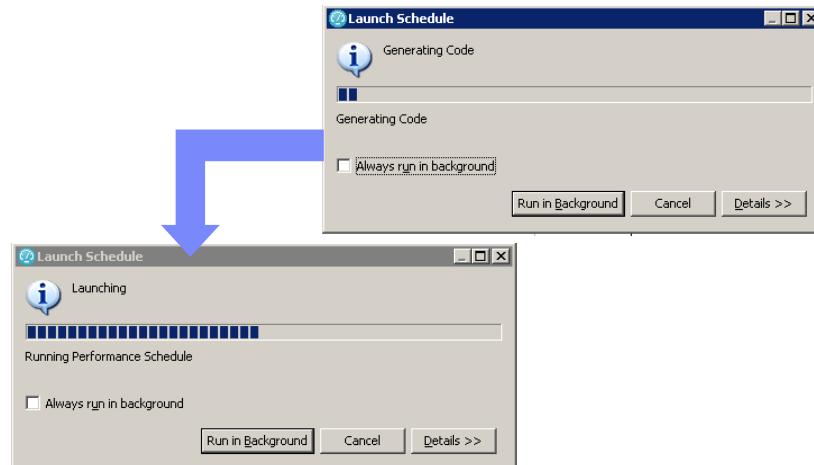 Launch Schedule
Generating Code
Generating Code
Always run in background
Run in Background Cancel Details >>
Launch Schedule
Launching
Running Performance Schedule
Always run in background
Run in Background Cancel Details >>